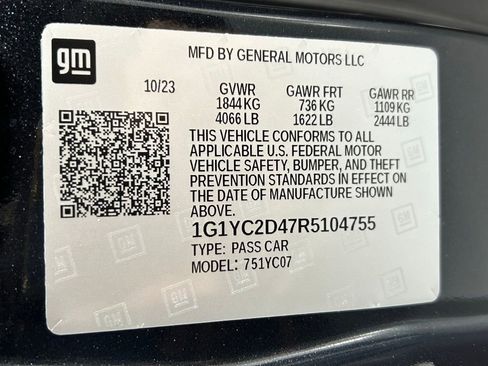 gm
MFD BY GENERAL MOTORS LLC
10/23 GVWR GAWR FRT GAWR RR
1844 KG 736 KG 1109 KG
4066 LB 1622 LB 2444 LB
THIS VEHICLE CONFORMS TO ALL
APPLICABLE U.S. FEDERAL MOTOR
VEHICLE SAFETY, BUMPER, AND THEFT
PREVENTION STANDARDS IN EFFECT ON
THE DATE OF MANUFACTURE SHOWN
ABOVE.
1G1YC2D47R5104755
TYPE: PASS CAR
MODEL: 751YC07